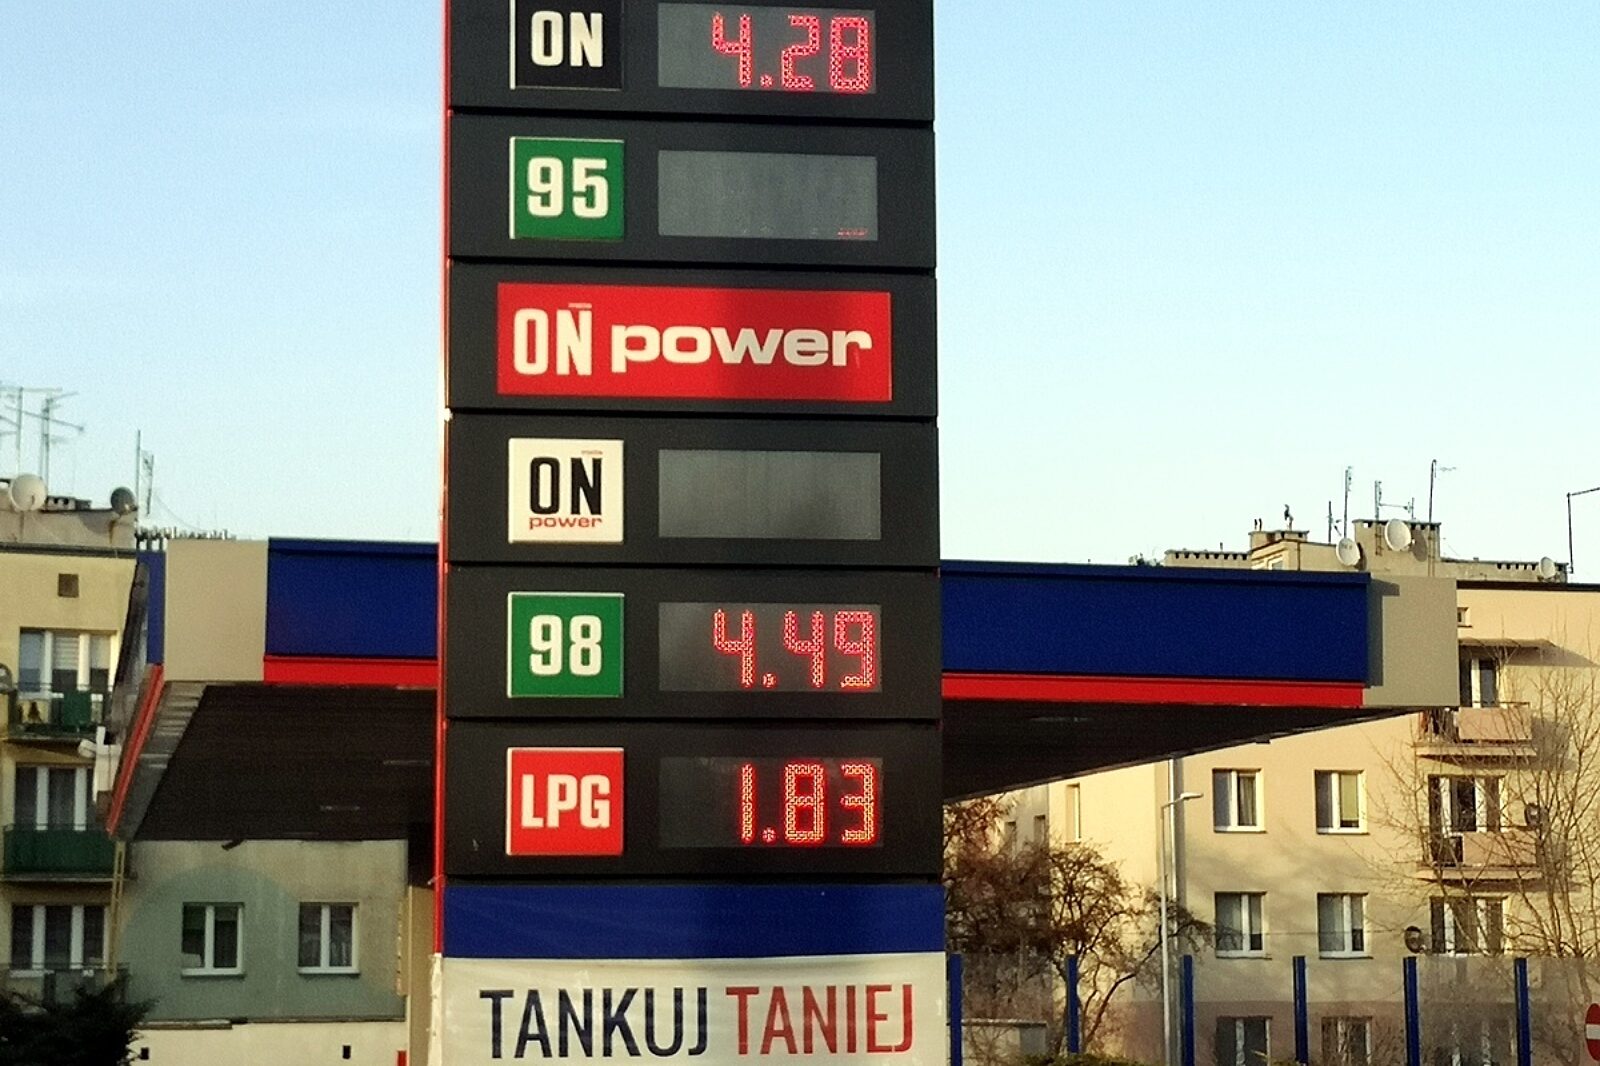 ON 4.28
95
ON power
ON power
98 4.49
LPG 1.83
TANKUJ TANIEJ